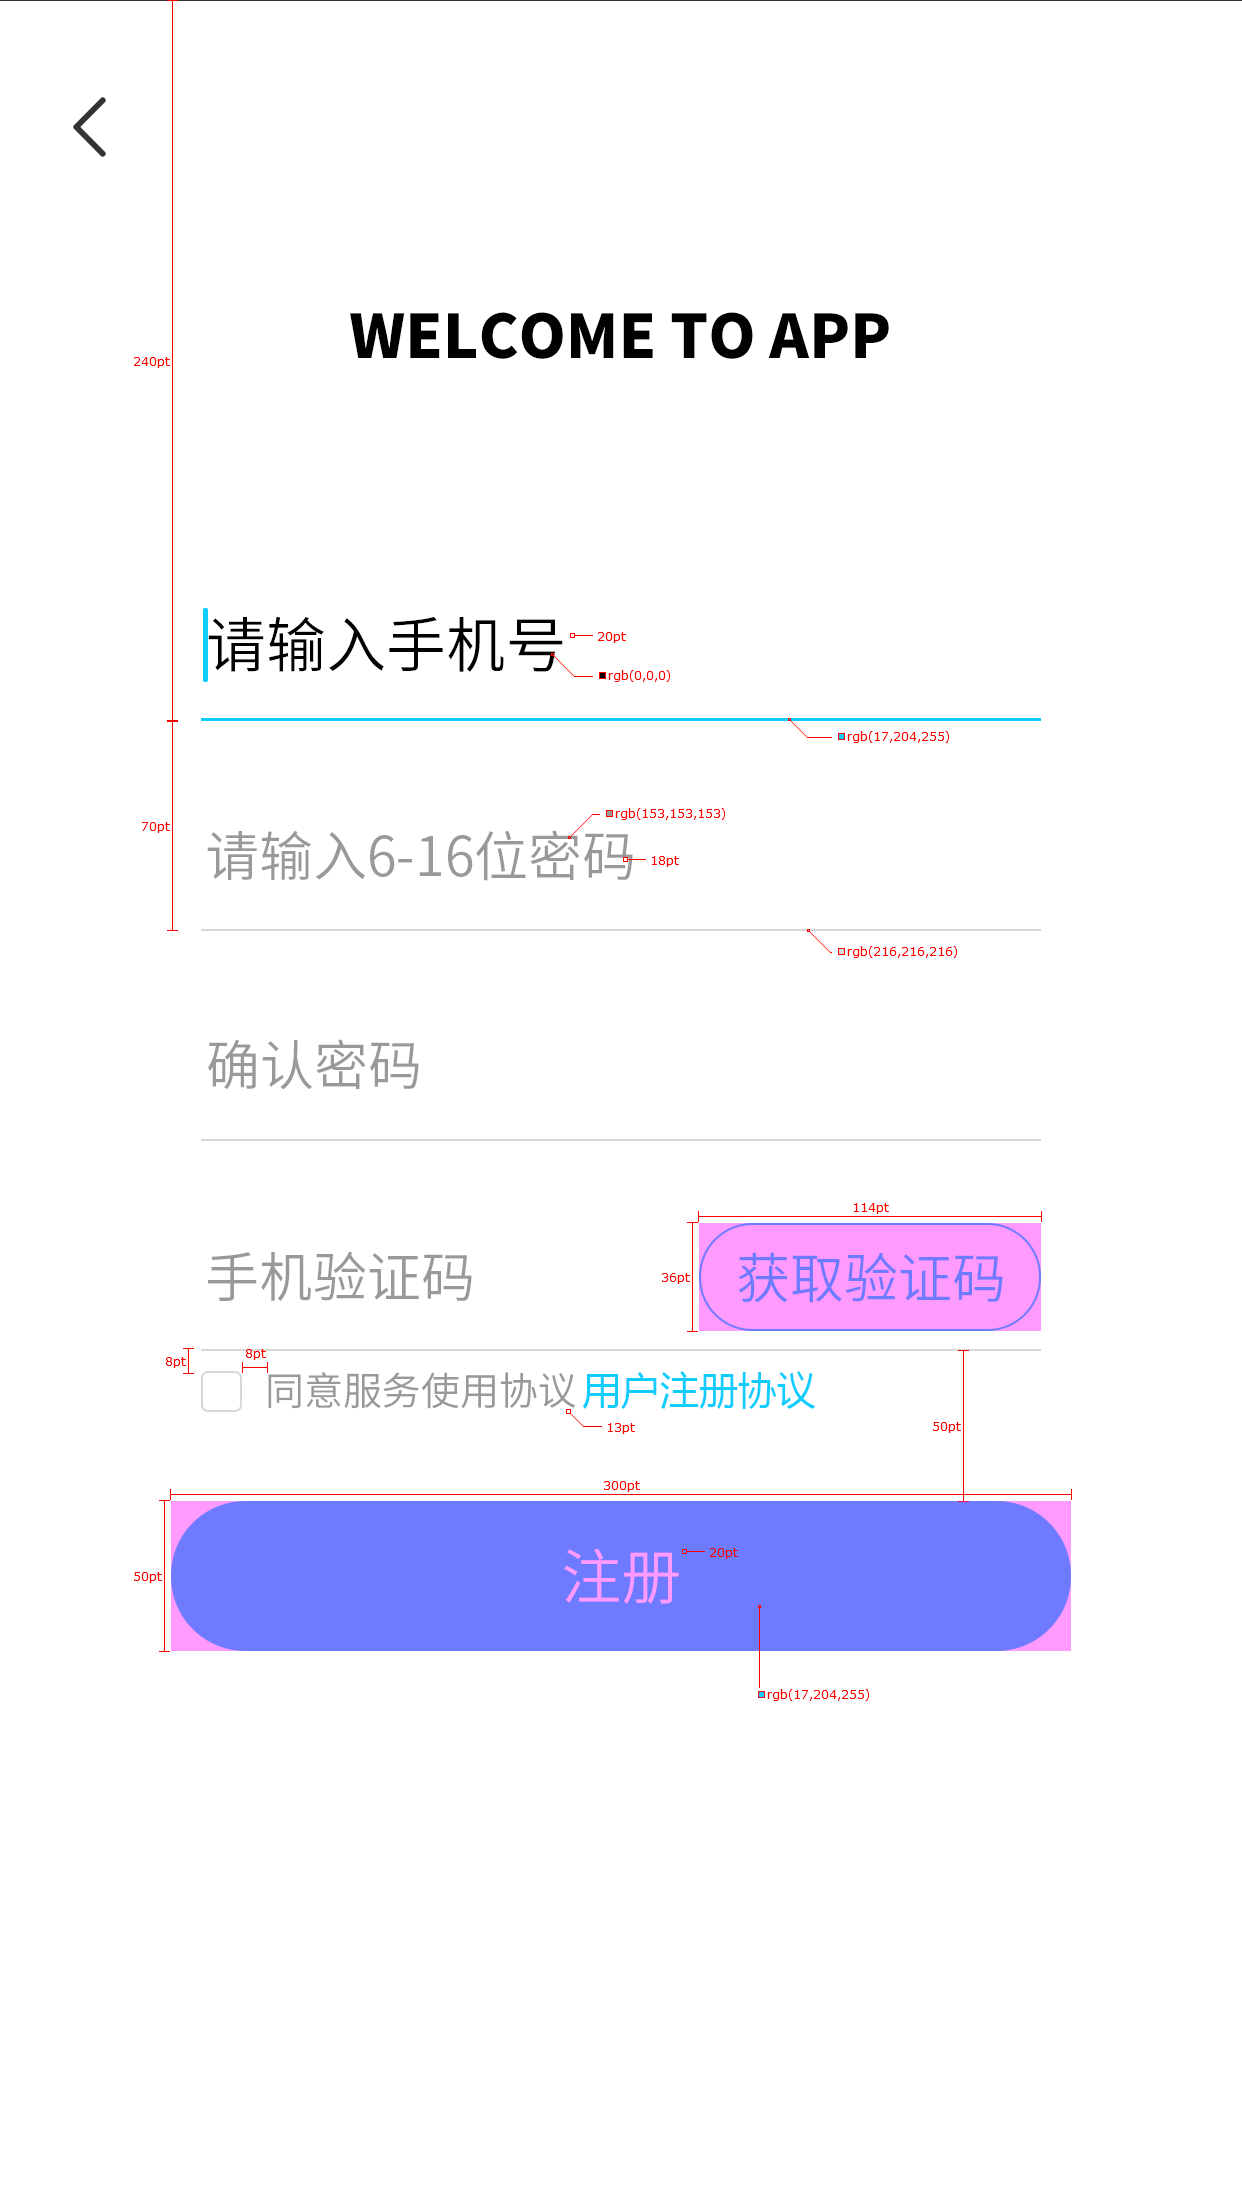 WELCOME TO APP
240pt
请输入手机号
20pt
rgb(0,0,0)
rgb(17,204,255)
rgb(153,153,153)
70pt
请输入6-16位密码
18pt
rgb(216,216,216)
确认密码
114pt
手机验证码
36pt
获取验证码
8pt
8pt
同意服务使用协议 用户注册协议
13pt
50pt
300pt
注册
20pt
50pt
rgb(17,204,255)